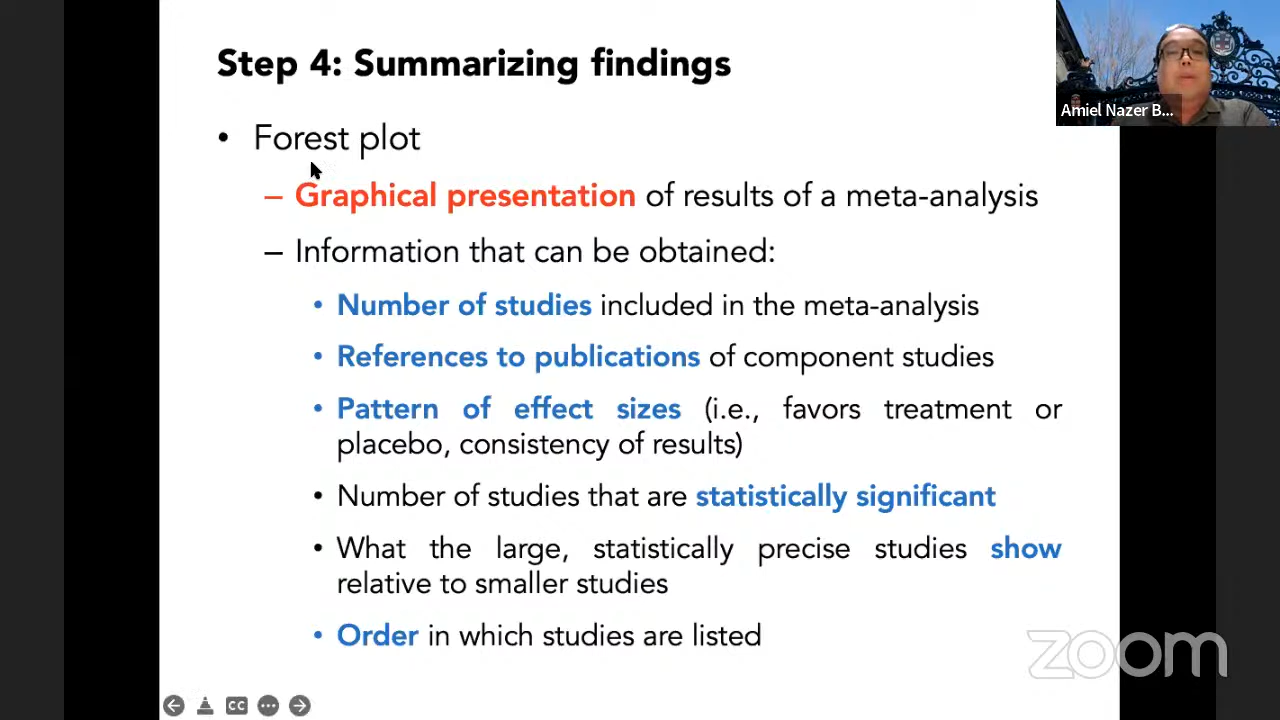 Step 4: Summarizing findings
Amiel Nazer B...
• Forest plot
– Graphical presentation of results of a meta-analysis
– Information that can be obtained:
• Number of studies included in the meta-analysis
• References to publications of component studies
• Pattern of effect sizes (i.e., favors treatment or
placebo, consistency of results)
• Number of studies that are statistically significant
• What the large, statistically precise studies show
relative to smaller studies
• Order in which studies are listed
zoom
CC